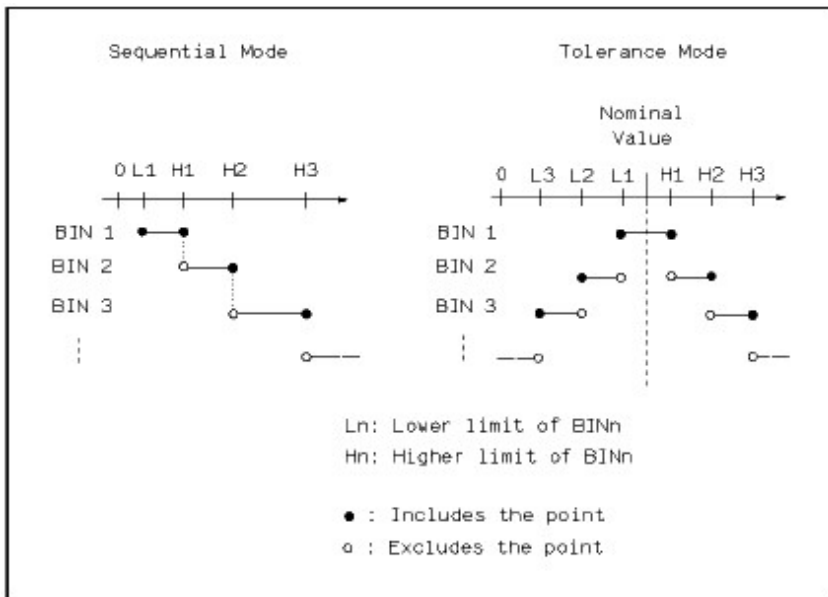 Sequential Mode
0 L1 H1 H2 H3
BIN 1
BIN 2
BIN 3
Tolerance Mode
Nominal
Value
0 L3 L2 L1 H1 H2 H3
BIN 1
BIN 2
BIN 3
Ln: Lower limit of BINn
Hn: Higher limit of BINn
● : Includes the point
○ : Excludes the point